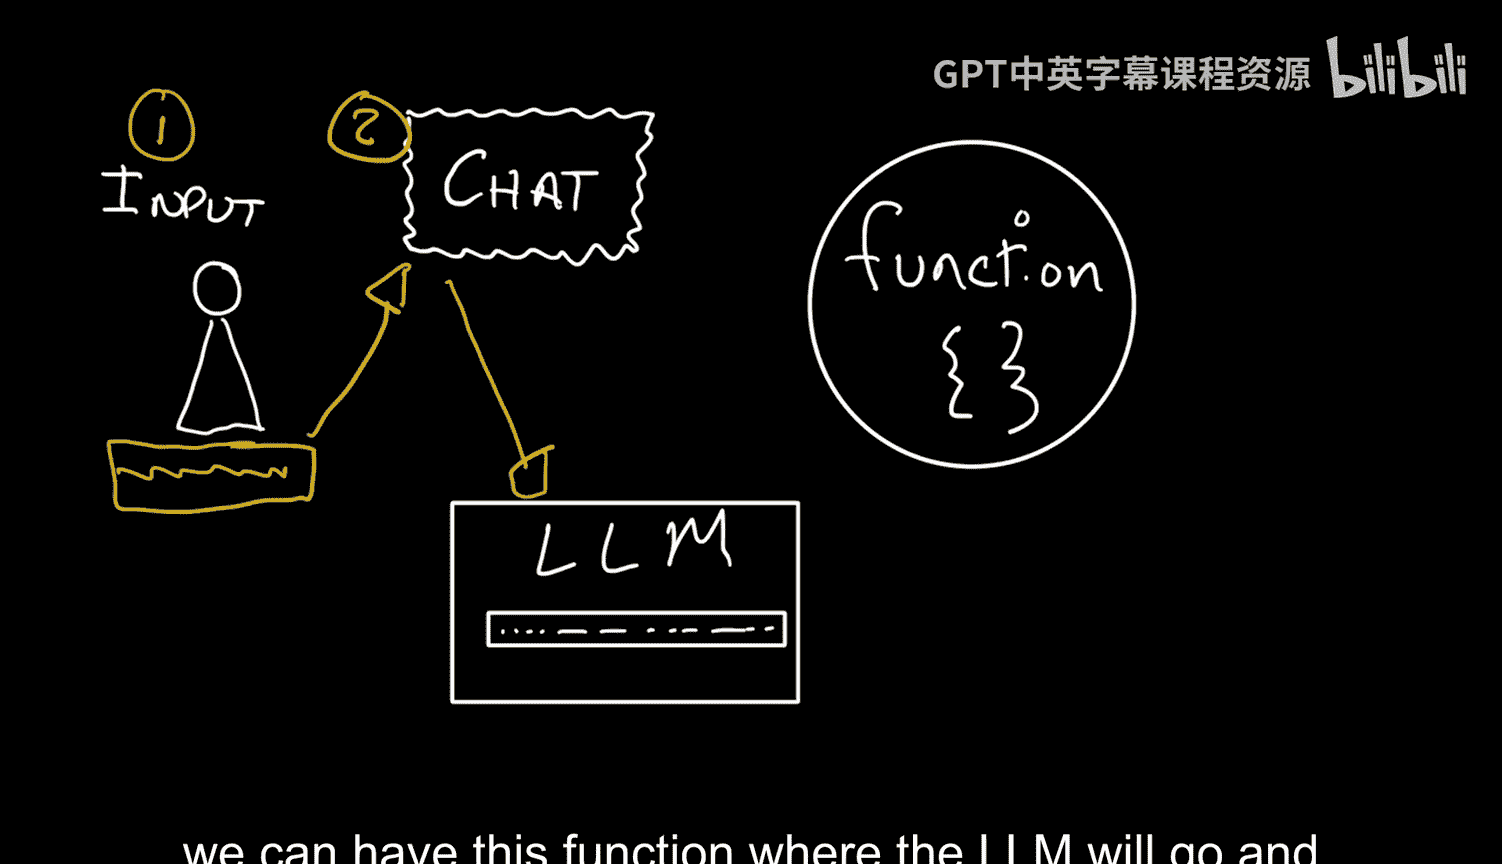 GPT中英字幕课程资源 bilibili
1
2
INPUT
CHAT
function
{ }
LLM
we can have this function where the LLM will go and